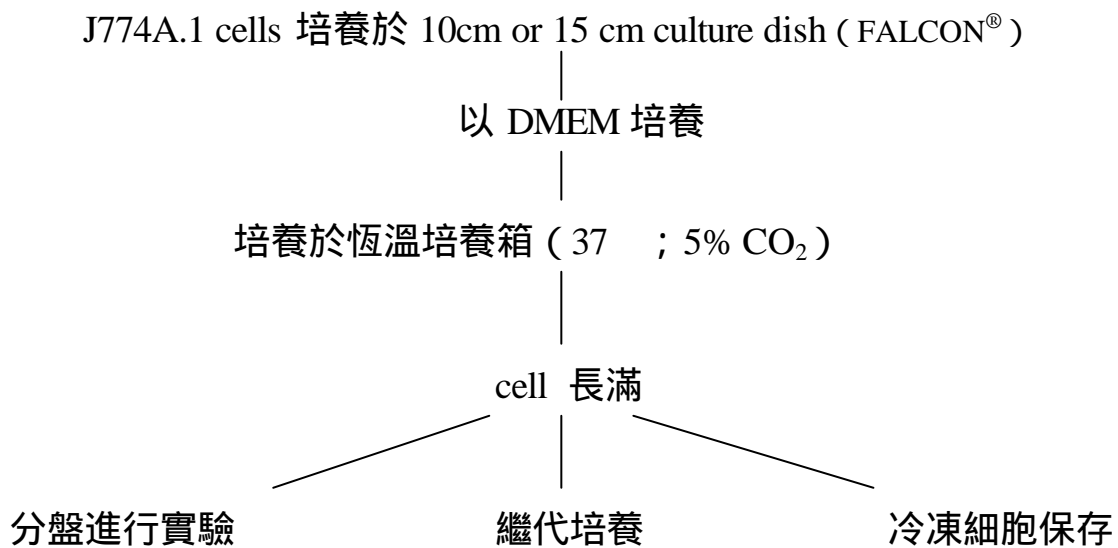 J774A.1 cells 培養於 10cm or 15 cm culture dish（FALCON®）
以 DMEM 培養
培養於恆溫培養箱（37　；5% CO₂）
cell 長滿
分盤進行實驗 繼代培養 冷凍細胞保存